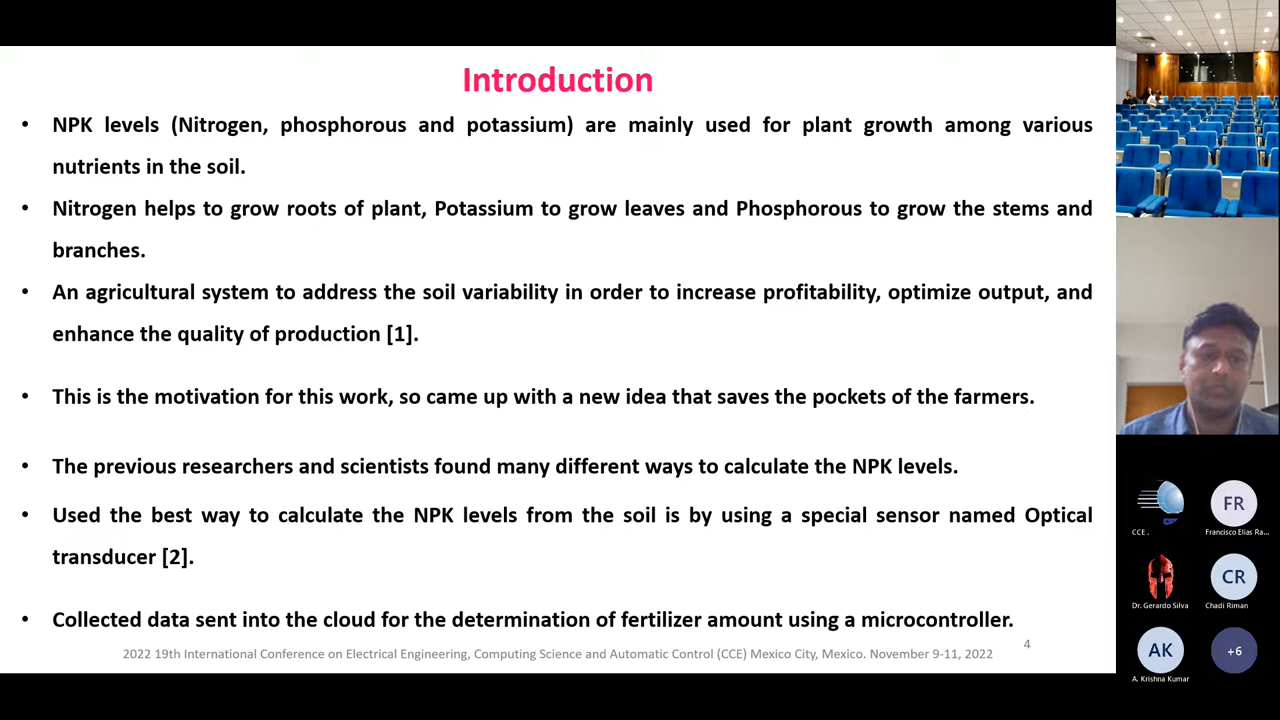 Introduction
• NPK levels (Nitrogen, phosphorous and potassium) are mainly used for plant growth among various
nutrients in the soil.
• Nitrogen helps to grow roots of plant, Potassium to grow leaves and Phosphorous to grow the stems and
branches.
• An agricultural system to address the soil variability in order to increase profitability, optimize output, and
enhance the quality of production [1].
• This is the motivation for this work, so came up with a new idea that saves the pockets of the farmers.
• The previous researchers and scientists found many different ways to calculate the NPK levels.
• Used the best way to calculate the NPK levels from the soil is by using a special sensor named Optical
transducer [2].
• Collected data sent into the cloud for the determination of fertilizer amount using a microcontroller.
2022 19th International Conference on Electrical Engineering, Computing Science and Automatic Control (CCE) Mexico City, Mexico. November 9-11, 2022
4
FR
CCE .
Francisco Elias Ra...
CR
Dr. Gerardo Silva
Chadi Riman
AK
+6
A. Krishna Kumar